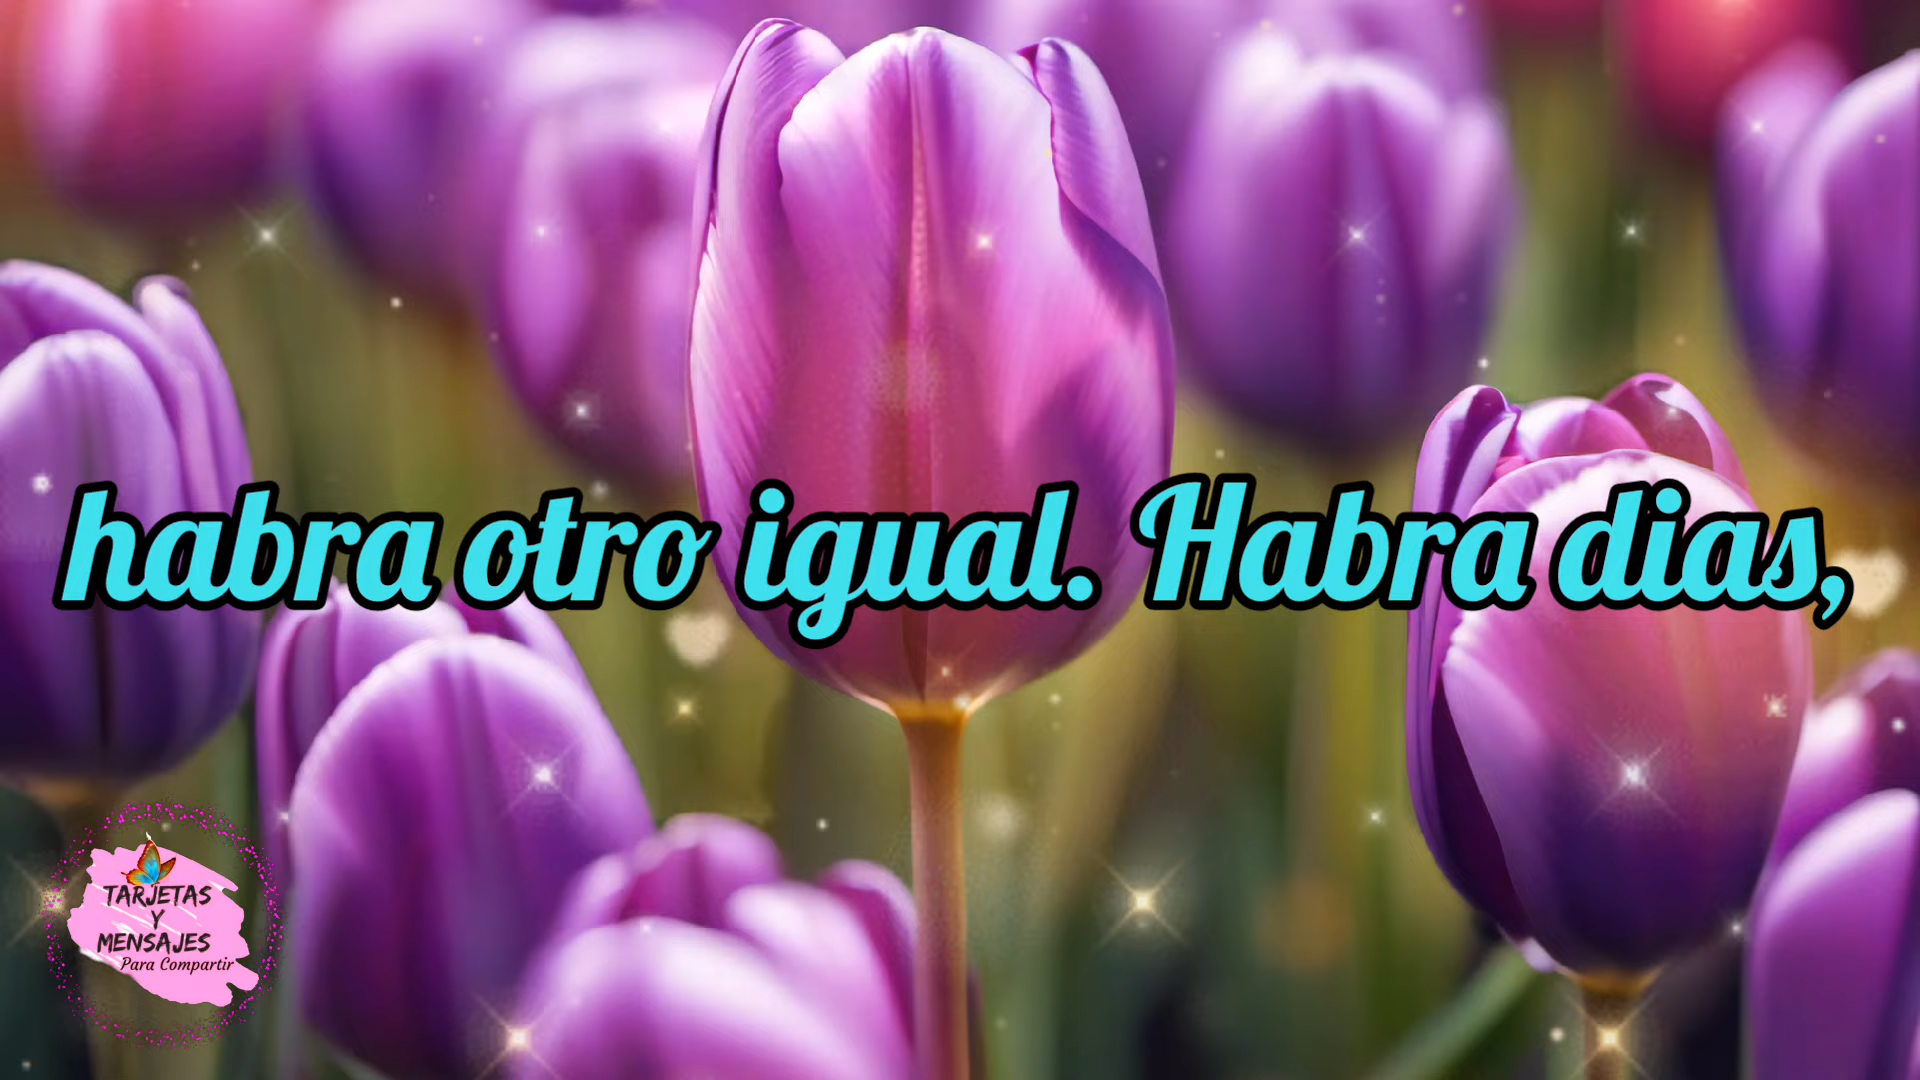 habra otro igual. Habra dias,
TARJETAS
Y
MENSAJES
Para Compartir